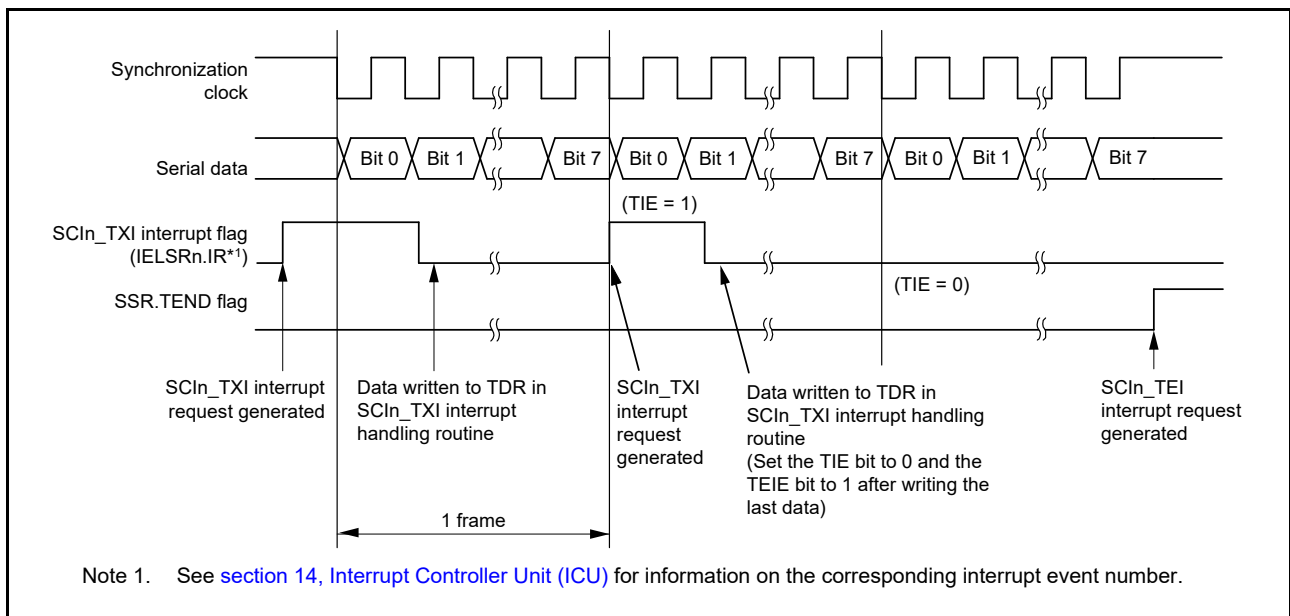 Synchronization
clock
Serial data
Bit 0 Bit 1 Bit 7 Bit 0 Bit 1 Bit 7 Bit 0 Bit 1 Bit 7
(TIE = 1)
SCIn_TXI interrupt flag
(IELSRn.IR*1)
(TIE = 0)
SSR.TEND flag
SCIn_TXI interrupt
request generated
Data written to TDR in
SCIn_TXI interrupt
handling routine
SCIn_TXI
interrupt
request
generated
Data written to TDR in
SCIn_TXI interrupt handling
routine
(Set the TIE bit to 0 and the
TEIE bit to 1 after writing the
last data)
SCIn_TEI
interrupt request
generated
1 frame
Note 1. See section 14, Interrupt Controller Unit (ICU) for information on the corresponding interrupt event number.